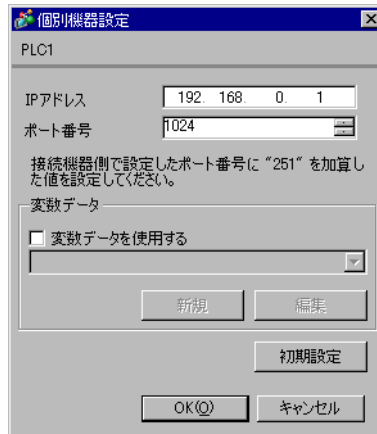 個別機器設定
PLC1
IPアドレス 192. 168. 0. 1
ポート番号 1024
接続機器側で設定したポート番号に "251" を加算し
た値を設定してください。
変数データ
変数データを使用する
新規 編集
初期設定
OK(O) キャンセル